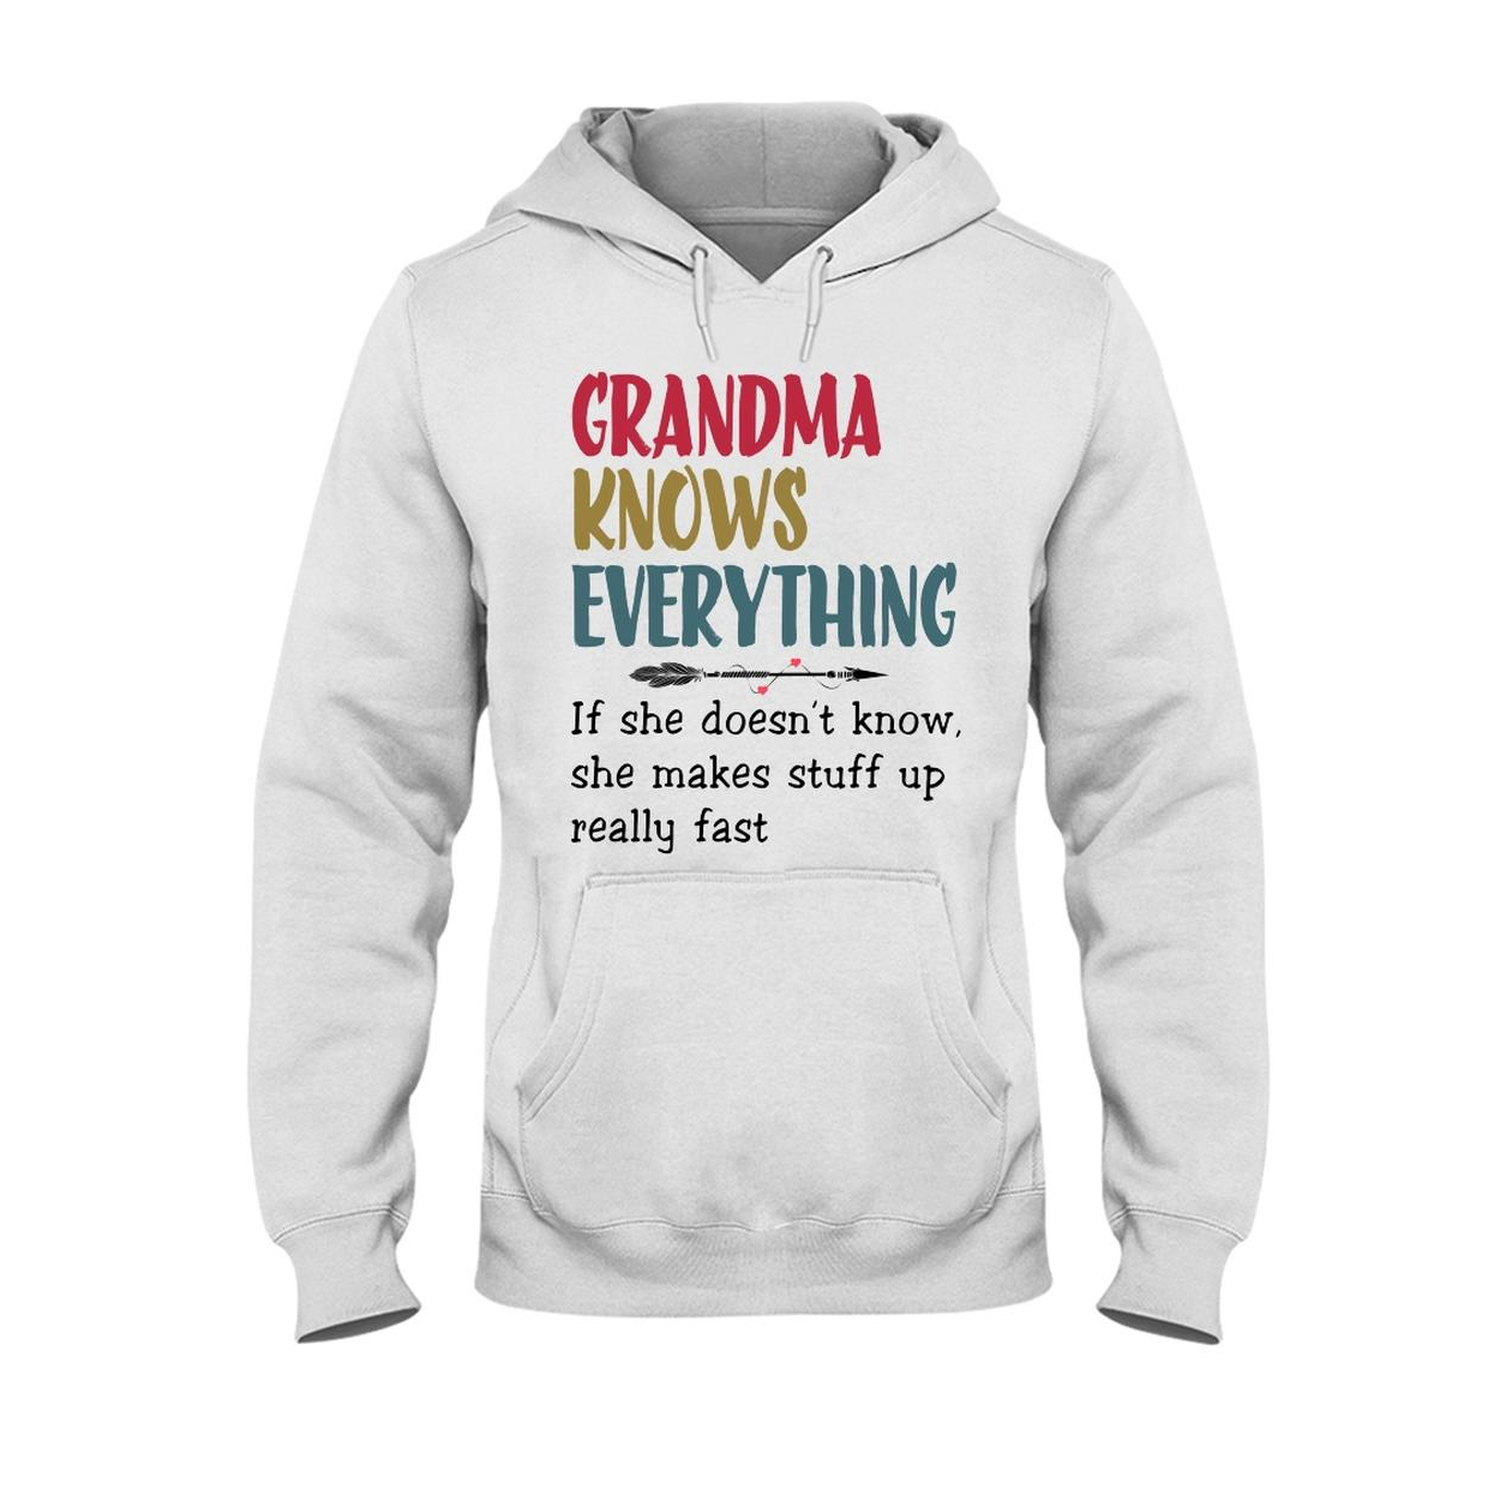 GRANDMA
KNOWS
EVERYTHING
If she doesn't know,
she makes stuff up
really fast